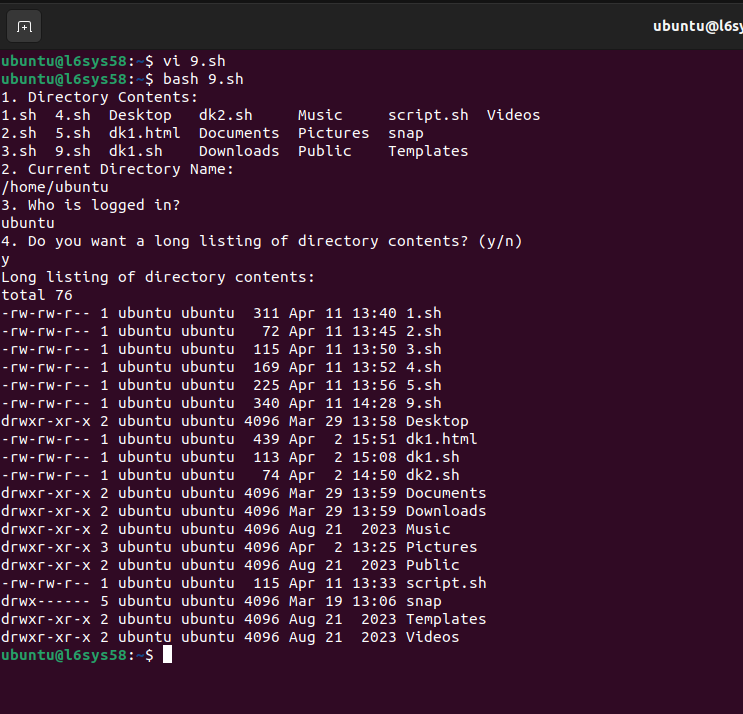 ubuntu@l6sy
ubuntu@l6sys58:~$ vi 9.sh
ubuntu@l6sys58:~$ bash 9.sh
1. Directory Contents:
1.sh  4.sh  Desktop   dk2.sh     Music     script.sh  Videos
2.sh  5.sh  dk1.html  Documents  Pictures  snap
3.sh  9.sh  dk1.sh    Downloads  Public    Templates
2. Current Directory Name:
/home/ubuntu
3. Who is logged in?
ubuntu
4. Do you want a long listing of directory contents? (y/n)
y
Long listing of directory contents:
total 76
-rw-rw-r-- 1 ubuntu ubuntu  311 Apr 11 13:40 1.sh
-rw-rw-r-- 1 ubuntu ubuntu   72 Apr 11 13:45 2.sh
-rw-rw-r-- 1 ubuntu ubuntu  115 Apr 11 13:50 3.sh
-rw-rw-r-- 1 ubuntu ubuntu  169 Apr 11 13:52 4.sh
-rw-rw-r-- 1 ubuntu ubuntu  225 Apr 11 13:56 5.sh
-rw-rw-r-- 1 ubuntu ubuntu  340 Apr 11 14:28 9.sh
drwxr-xr-x 2 ubuntu ubuntu 4096 Mar 29 13:58 Desktop
-rw-rw-r-- 1 ubuntu ubuntu  439 Apr  2 15:51 dk1.html
-rw-rw-r-- 1 ubuntu ubuntu  113 Apr  2 15:08 dk1.sh
-rw-rw-r-- 1 ubuntu ubuntu   74 Apr  2 14:50 dk2.sh
drwxr-xr-x 2 ubuntu ubuntu 4096 Mar 29 13:59 Documents
drwxr-xr-x 2 ubuntu ubuntu 4096 Mar 29 13:59 Downloads
drwxr-xr-x 2 ubuntu ubuntu 4096 Aug 21  2023 Music
drwxr-xr-x 3 ubuntu ubuntu 4096 Apr  2 13:25 Pictures
drwxr-xr-x 2 ubuntu ubuntu 4096 Aug 21  2023 Public
-rw-rw-r-- 1 ubuntu ubuntu  115 Apr 11 13:33 script.sh
drwx------ 5 ubuntu ubuntu 4096 Mar 19 13:06 snap
drwxr-xr-x 2 ubuntu ubuntu 4096 Aug 21  2023 Templates
drwxr-xr-x 2 ubuntu ubuntu 4096 Aug 21  2023 Videos
ubuntu@l6sys58:~$